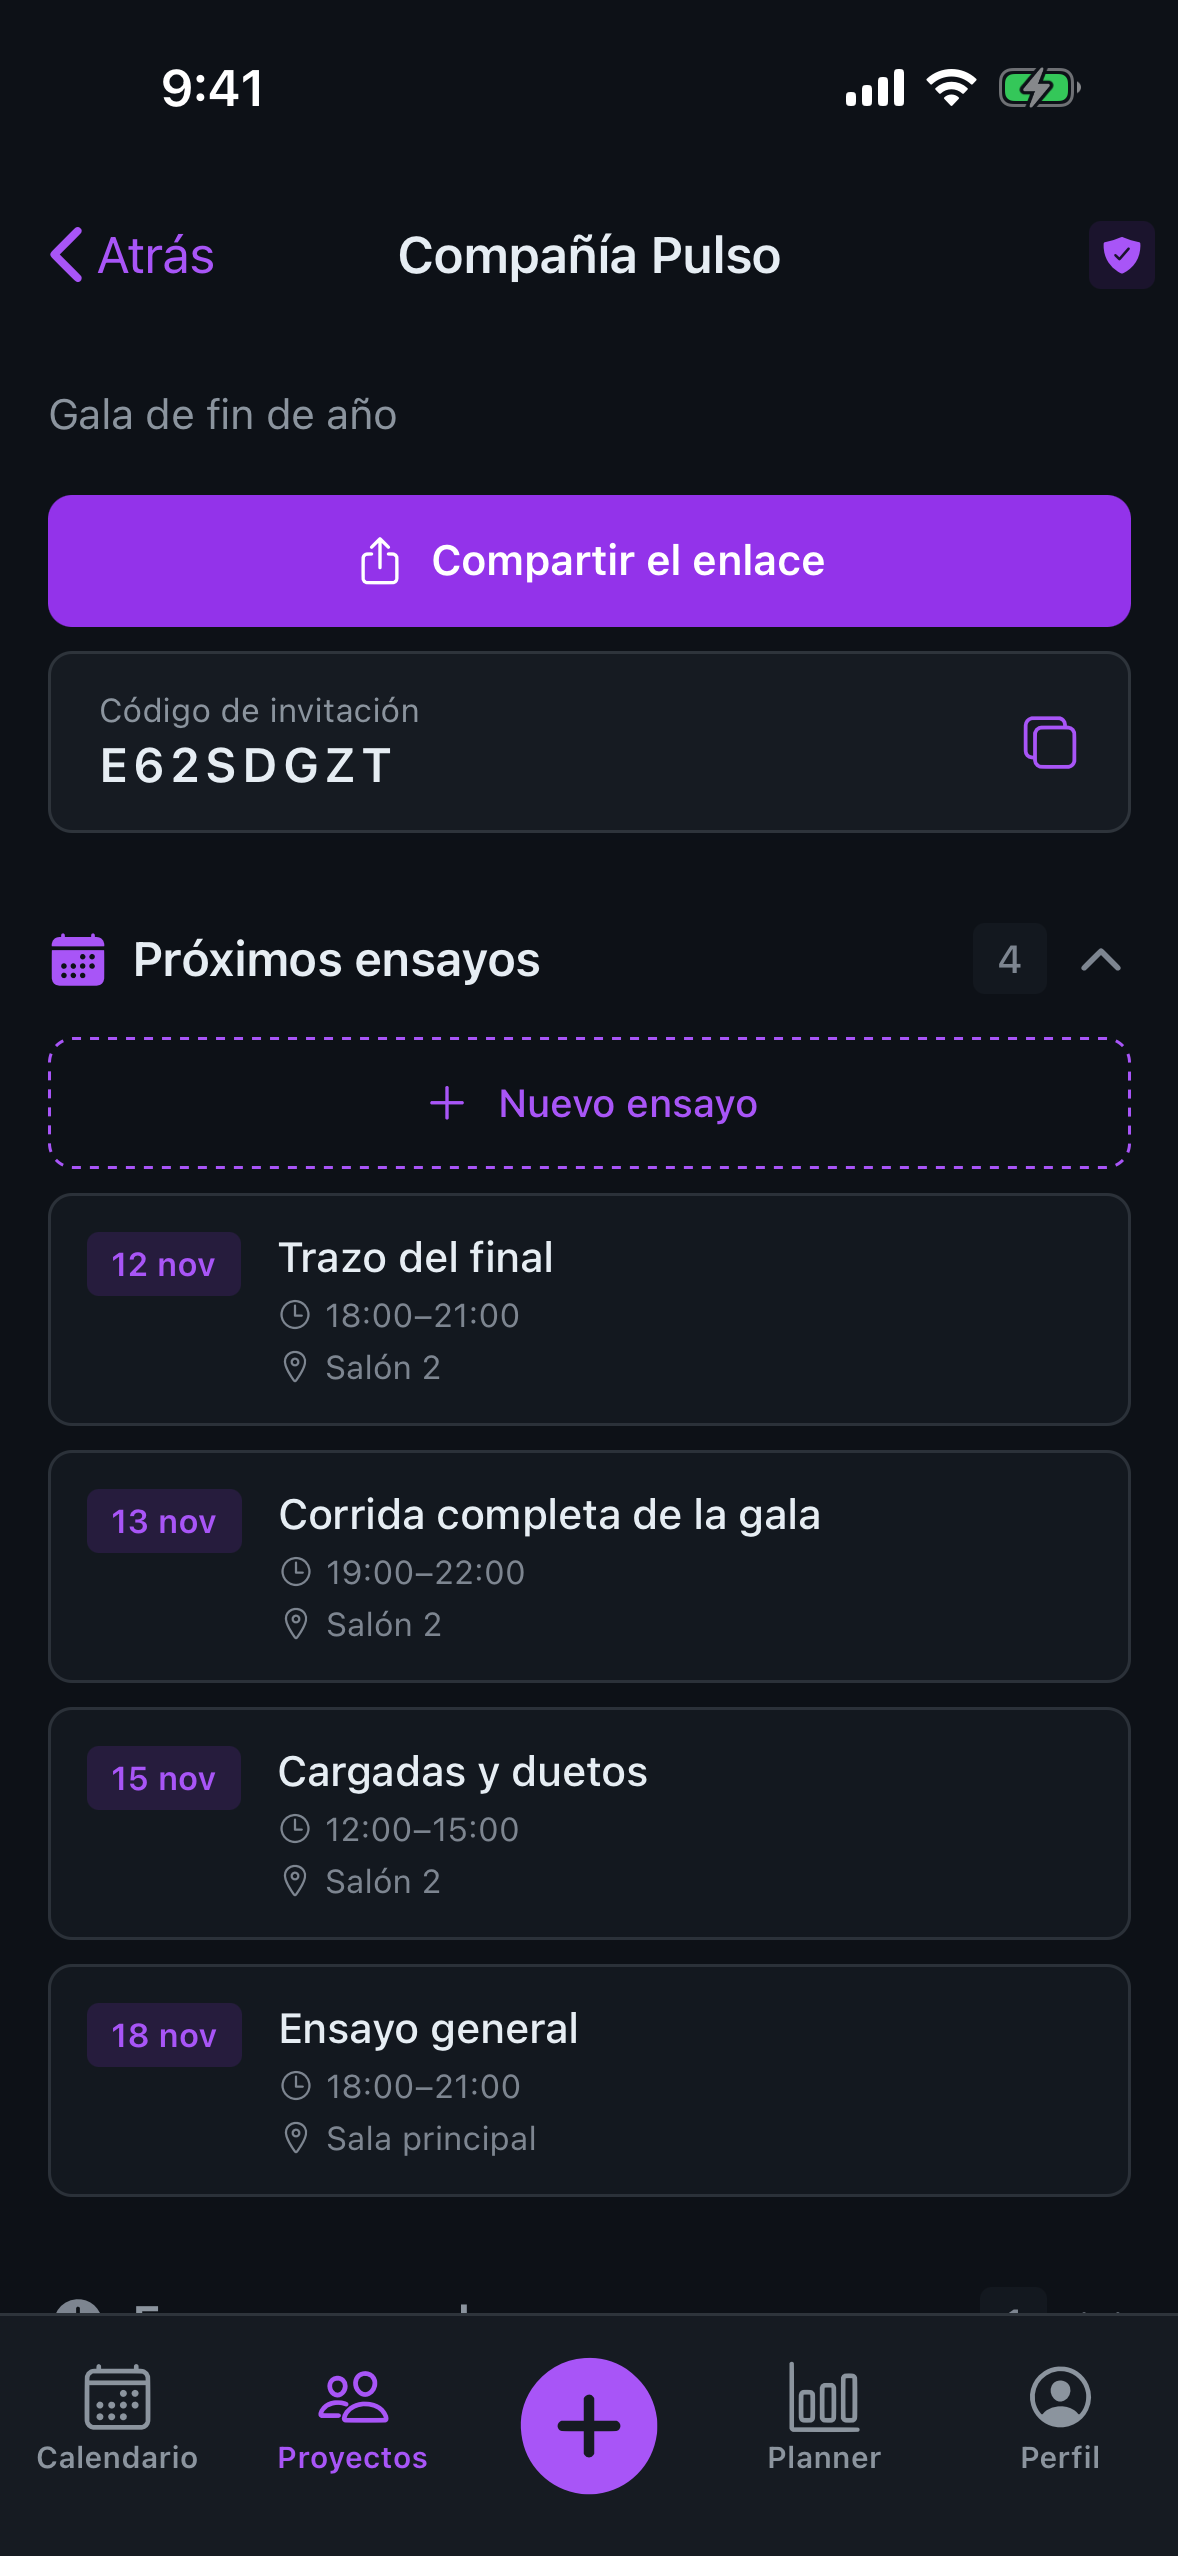 9:41
Atrás
Compañía Pulso
Gala de fin de año
Compartir el enlace
Código de invitación
E62SDGZT
Próximos ensayos
4
Nuevo ensayo
12 nov
Trazo del final
18:00–21:00
Salón 2
13 nov
Corrida completa de la gala
19:00–22:00
Salón 2
15 nov
Cargadas y duetos
12:00–15:00
Salón 2
18 nov
Ensayo general
18:00–21:00
Sala principal
Calendario
Proyectos
Planner
Perfil